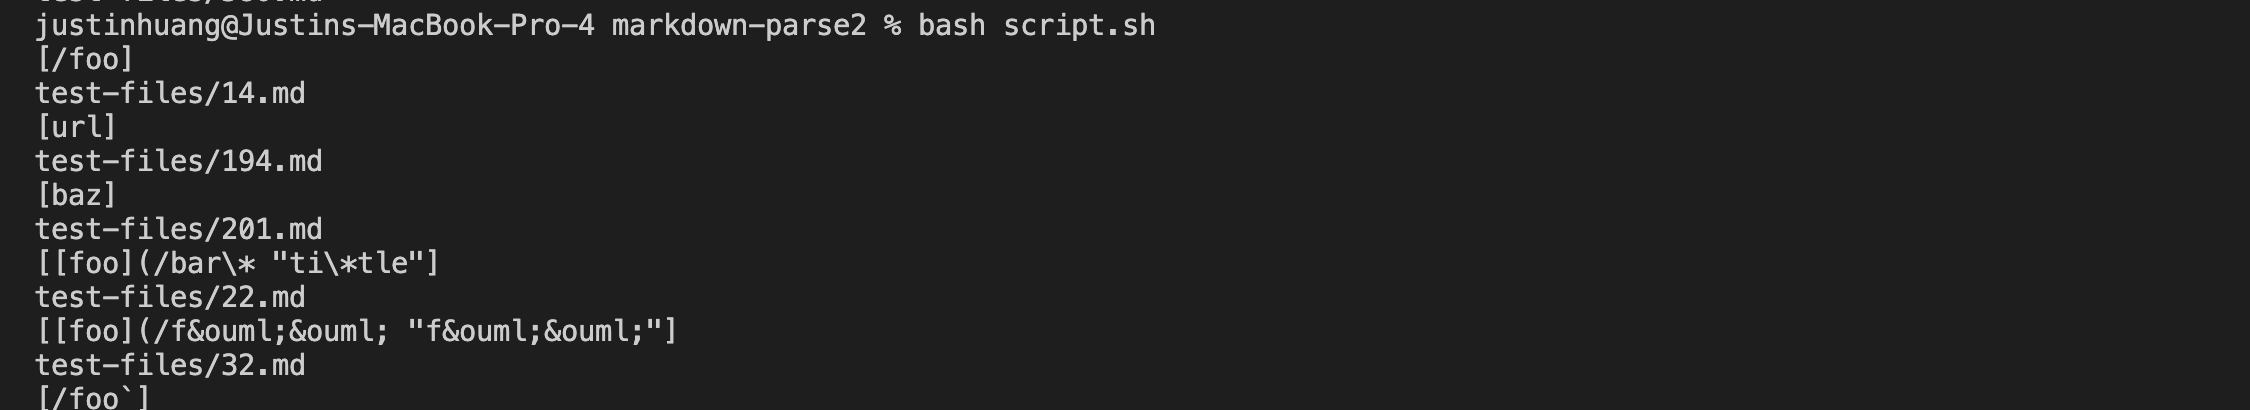 justinhuang@Justins-MacBook-Pro-4 markdown-parse2 % bash script.sh
[/foo]
test-files/14.md
[url]
test-files/194.md
[baz]
test-files/201.md
[[foo](/bar\* "ti\*tle"]
test-files/22.md
[[foo](/f&ouml;&ouml; "f&ouml;&ouml;"]
test-files/32.md
[/foo`]